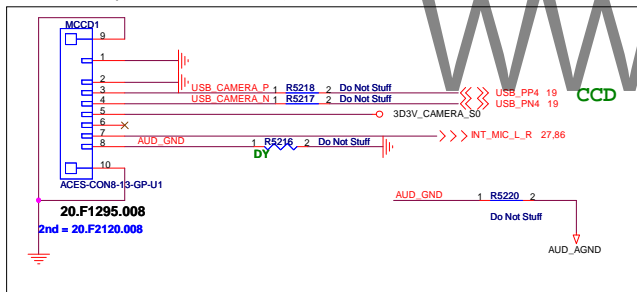 WW
MCCD1
9
1
2
3 USB_CAMERA_P 1 R5218 2 Do Not Stuff USB_PP4 19
4 USB_CAMERA_N 1 R5217 2 Do Not Stuff USB_PN4 19
CCD
5 3D3V_CAMERA_S0
6
7 INT_MIC_L_R 27,86
8 AUD_GND 1 R5216 2 Do Not Stuff
DY
10
ACES-CON8-13-GP-U1
20.F1295.008
2nd = 20.F2120.008
AUD_GND 1 R5220 2
Do Not Stuff
AUD_AGND